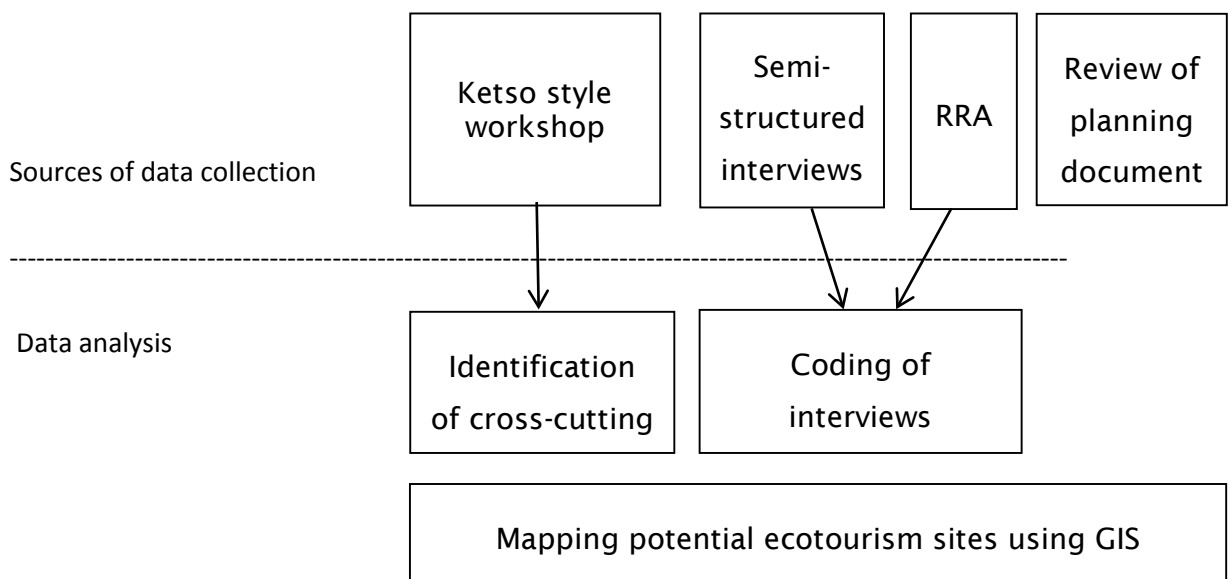 Ketso style
workshop
Semi-
structured
interviews
RRA
Review of
planning
document
Sources of data collection
Data analysis
Identification
of cross-cutting
Coding of
interviews
Mapping potential ecotourism sites using GIS